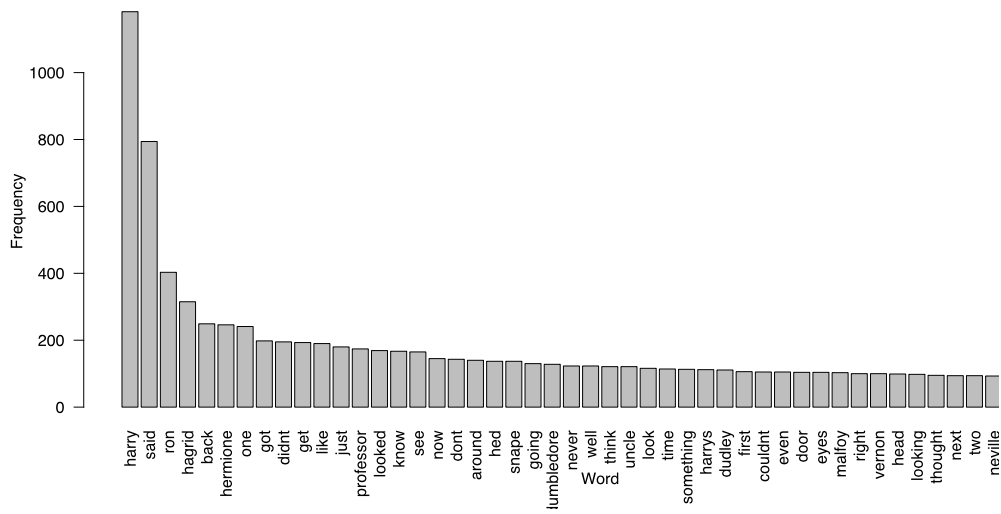 1000
800
600
400
200
0
Frequency
harry
said
ron
hagrid
back
hermione
one
got
didnt
get
like
just
professor
looked
know
see
now
dont
around
hed
snape
going
dumbledore
never
well
think
uncle
look
time
something
harrys
dudley
first
couldnt
even
door
eyes
malfoy
right
vernon
head
looking
thought
next
two
neville
Word